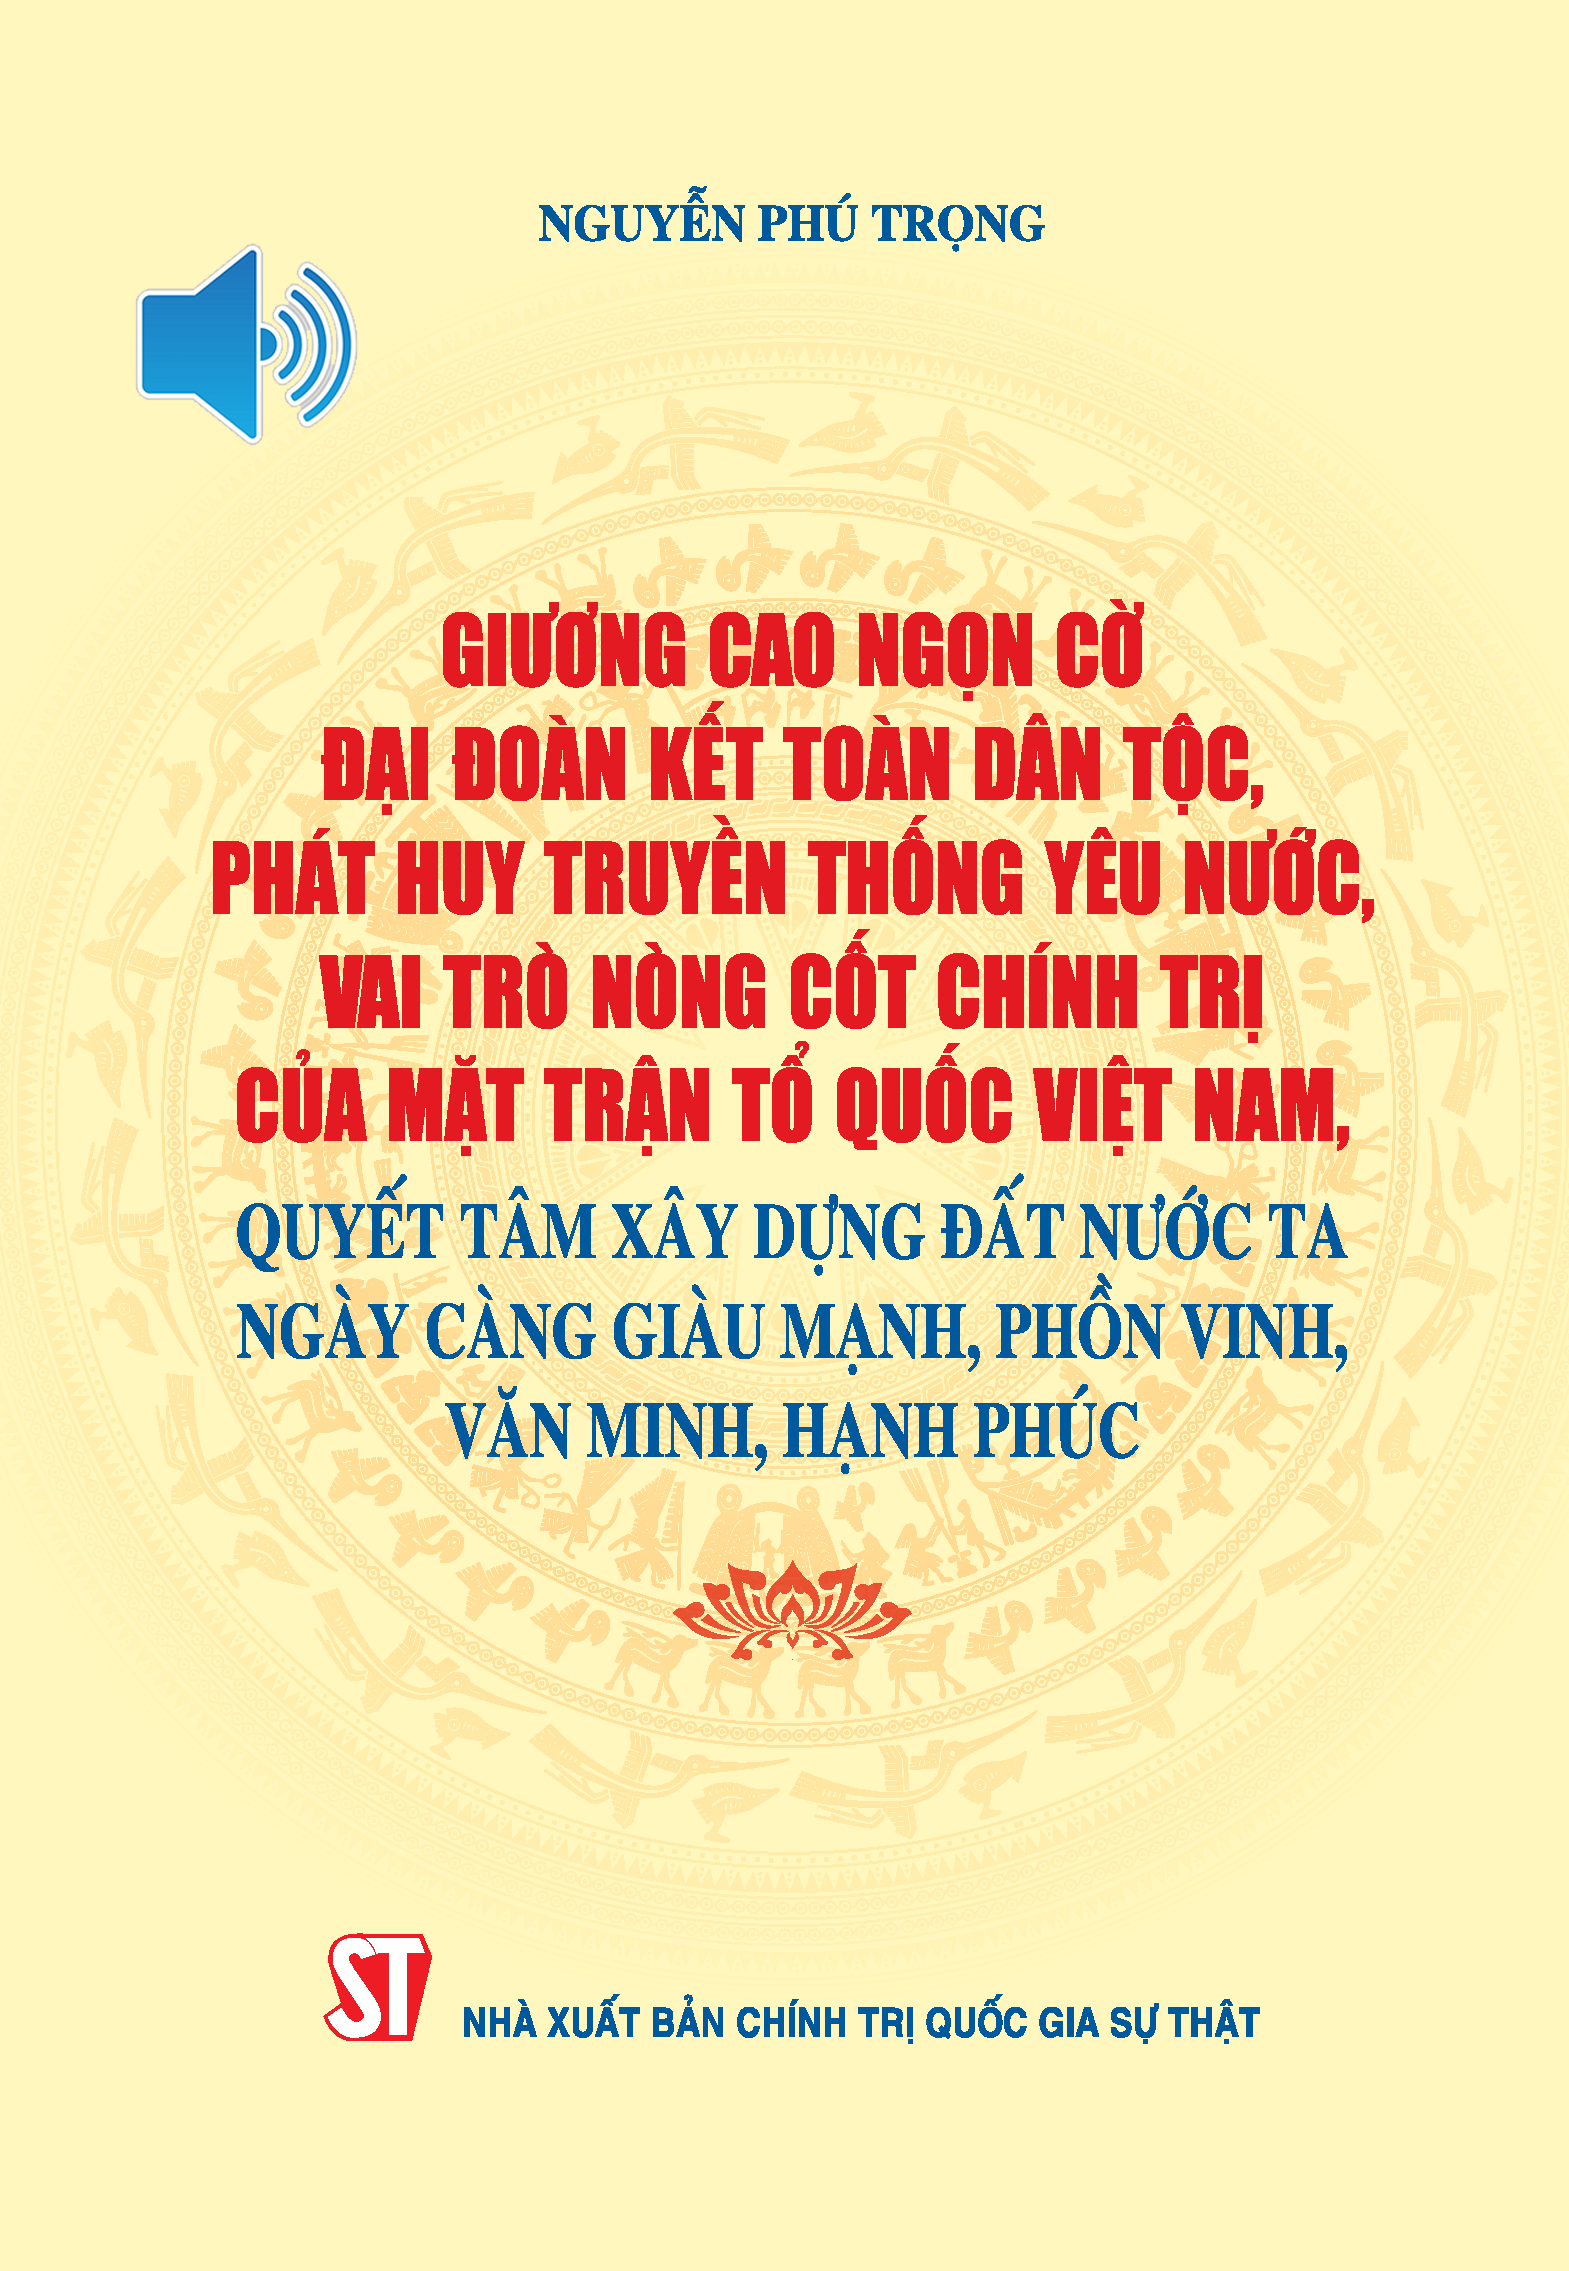 NGUYỄN PHÚ TRỌNG
GIƯƠNG CAO NGỌN CỜ
ĐẠI ĐOÀN KẾT TOÀN DÂN TỘC,
PHÁT HUY TRUYỀN THỐNG YÊU NƯỚC,
VAI TRÒ NÒNG CỐT CHÍNH TRỊ
CỦA MẶT TRẬN TỔ QUỐC VIỆT NAM,
QUYẾT TÂM XÂY DỰNG ĐẤT NƯỚC TA
NGÀY CÀNG GIÀU MẠNH, PHỒN VINH,
VĂN MINH, HẠNH PHÚC
ST
NHÀ XUẤT BẢN CHÍNH TRỊ QUỐC GIA SỰ THẬT